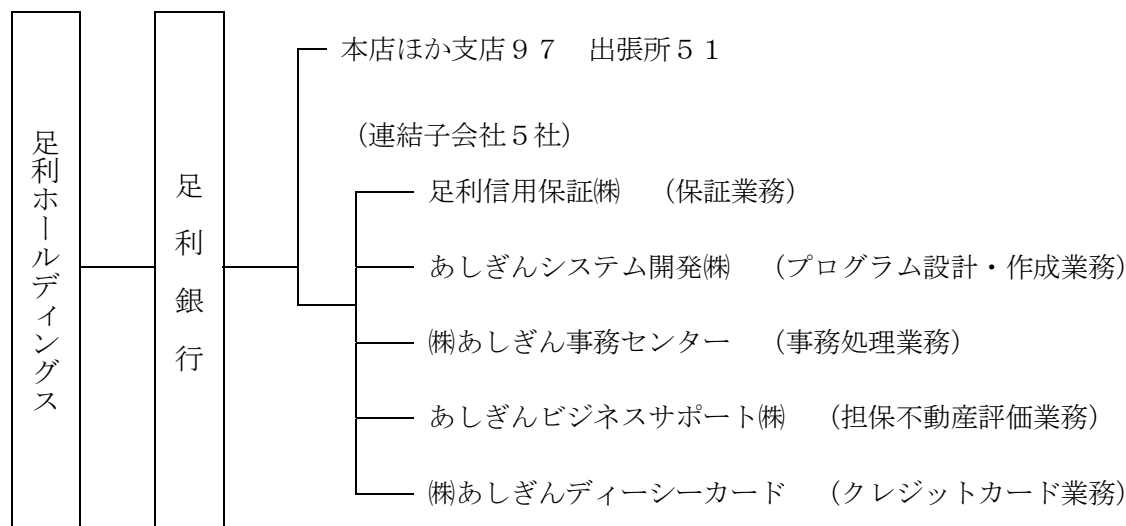 足利ホールディングス
足利銀行
本店ほか支店９７　出張所５１
（連結子会社５社）
足利信用保証㈱　（保証業務）
あしぎんシステム開発㈱　（プログラム設計・作成業務）
㈱あしぎん事務センター　（事務処理業務）
あしぎんビジネスサポート㈱　（担保不動産評価業務）
㈱あしぎんディーシーカード　（クレジットカード業務）